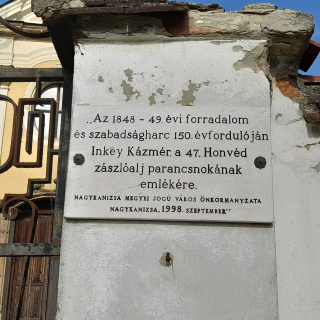 „Az 1848 - 49. évi forradalom
és szabadságharc 150. évfordulóján
Inkey Kázmér, a 47. Honvéd
zászlóalj parancsnokának
emlékére.
NAGYKANIZSA MEGYEI JOGÚ VÁROS ÖNKORMÁNYZATA
NAGYKANIZSA, 1998. SZEPTEMBER"